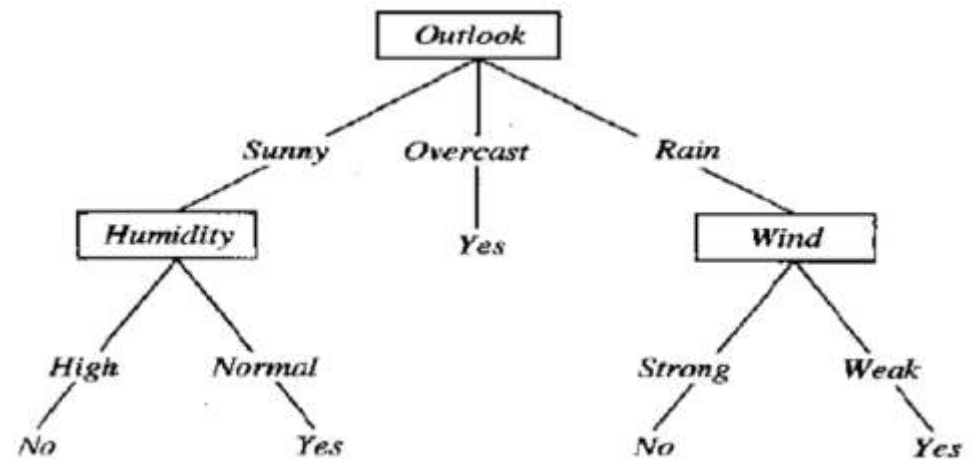 Outlook
Sunny Overcast Rain
Humidity Yes Wind
High Normal Strong Weak
No Yes No Yes